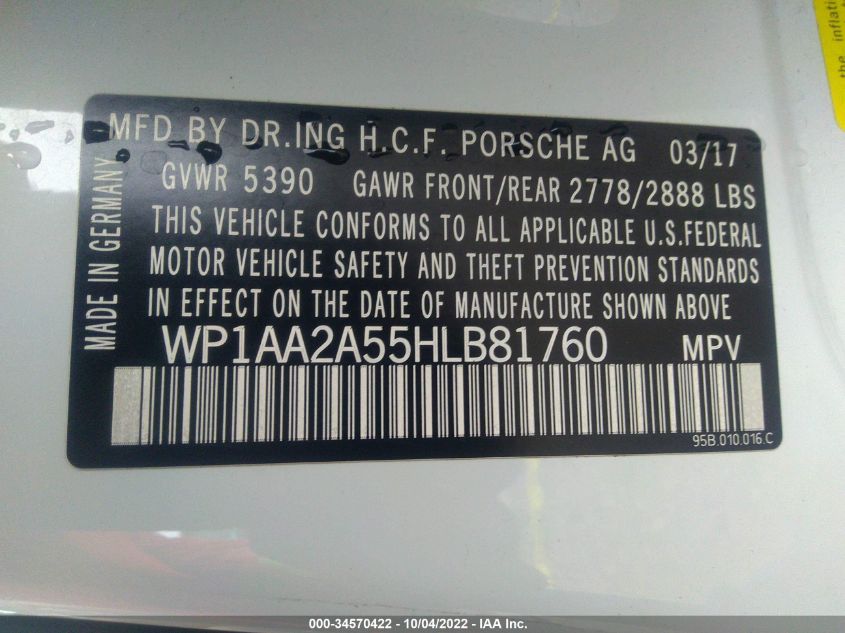 the inflati
MFD BY DR.ING H.C.F. PORSCHE AG 03/17
GVWR 5390 GAWR FRONT/REAR 2778/2888 LBS
THIS VEHICLE CONFORMS TO ALL APPLICABLE U.S.FEDERAL
MOTOR VEHICLE SAFETY AND THEFT PREVENTION STANDARDS
IN EFFECT ON THE DATE OF MANUFACTURE SHOWN ABOVE
WP1AA2A55HLB81760 MPV
95B.010.016.C
MADE IN GERMANY
000-34570422 - 10/04/2022 - IAA Inc.